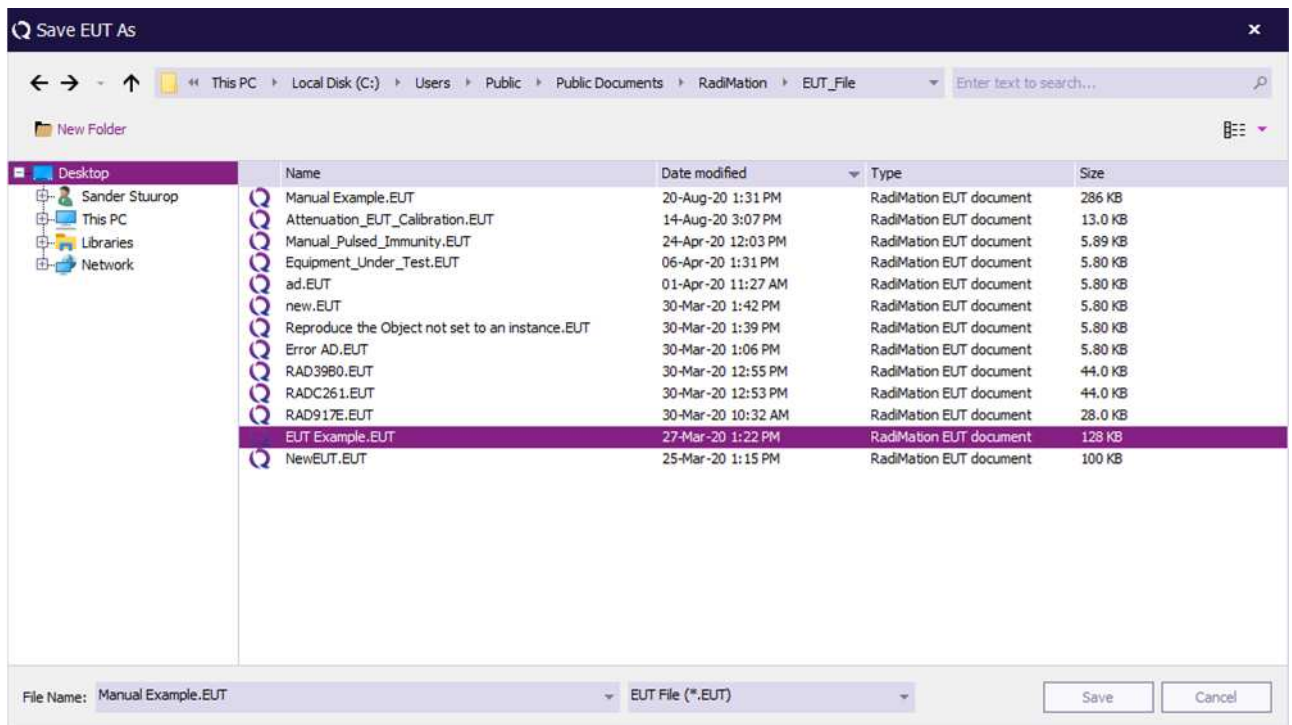 Save EUT As
This PC Local Disk (C:) Users Public Public Documents RadiMation EUT_File Enter text to search...
New Folder
Desktop
Sander Stuurop
This PC
Libraries
Network
Name Date modified Type Size
Manual Example.EUT 20-Aug-20 1:31 PM RadiMation EUT document 286 KB
Attenuation_EUT_Calibration.EUT 14-Aug-20 3:07 PM RadiMation EUT document 13.0 KB
Manual_Pulsed_Immunity.EUT 24-Apr-20 12:03 PM RadiMation EUT document 5.89 KB
Equipment_Under_Test.EUT 06-Apr-20 1:31 PM RadiMation EUT document 5.80 KB
ad.EUT 01-Apr-20 11:27 AM RadiMation EUT document 5.80 KB
new.EUT 30-Mar-20 1:42 PM RadiMation EUT document 5.80 KB
Reproduce the Object not set to an instance.EUT 30-Mar-20 1:39 PM RadiMation EUT document 5.80 KB
Error AD.EUT 30-Mar-20 1:06 PM RadiMation EUT document 5.80 KB
RAD39B0.EUT 30-Mar-20 12:55 PM RadiMation EUT document 44.0 KB
RADC261.EUT 30-Mar-20 12:53 PM RadiMation EUT document 44.0 KB
RAD917E.EUT 30-Mar-20 10:32 AM RadiMation EUT document 28.0 KB
EUT Example.EUT 27-Mar-20 1:22 PM RadiMation EUT document 128 KB
NewEUT.EUT 25-Mar-20 1:15 PM RadiMation EUT document 100 KB
File Name: Manual Example.EUT EUT File (*.EUT) Save Cancel